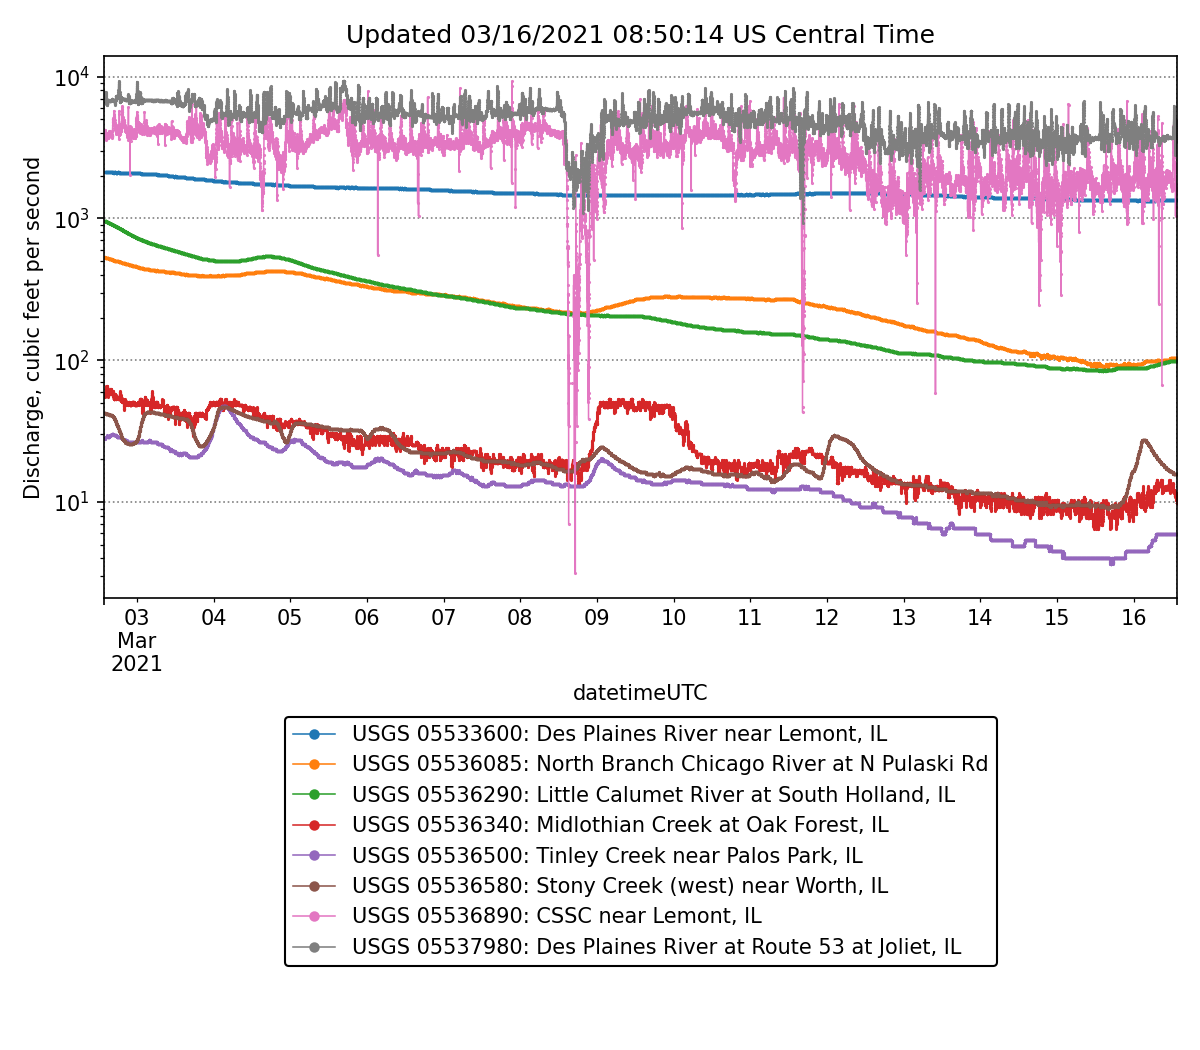 Updated 03/16/2021 08:50:14 US Central Time
Discharge, cubic feet per second
10⁴
10³
10²
10¹
03 04 05 06 07 08 09 10 11 12 13 14 15 16
Mar
2021
datetimeUTC
USGS 05533600: Des Plaines River near Lemont, IL
USGS 05536085: North Branch Chicago River at N Pulaski Rd
USGS 05536290: Little Calumet River at South Holland, IL
USGS 05536340: Midlothian Creek at Oak Forest, IL
USGS 05536500: Tinley Creek near Palos Park, IL
USGS 05536580: Stony Creek (west) near Worth, IL
USGS 05536890: CSSC near Lemont, IL
USGS 05537980: Des Plaines River at Route 53 at Joliet, IL